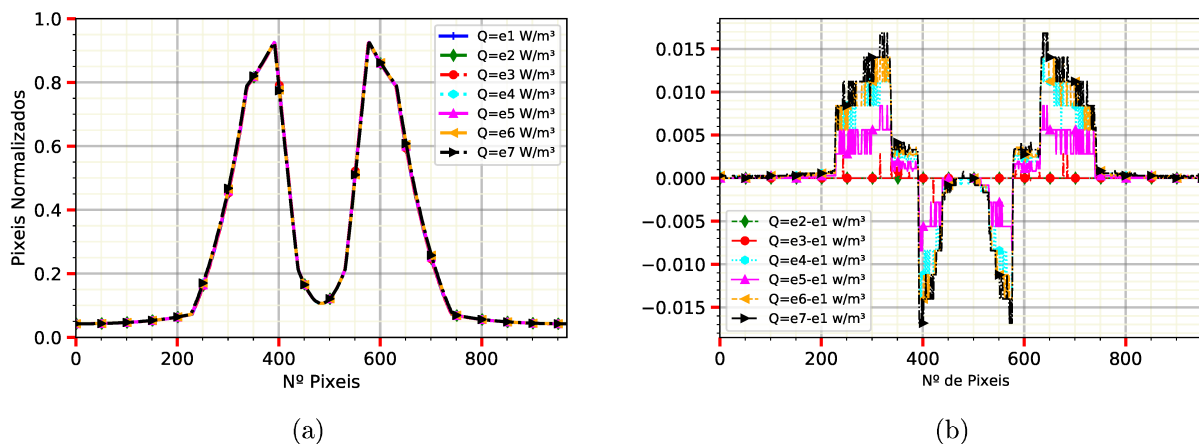 1.0
0.8
0.6
0.4
0.2
0.0
Pixeis Normalizados
0
200
400
600
800
Nº Pixeis
Q=e1 W/m³
Q=e2 W/m³
Q=e3 W/m³
Q=e4 W/m³
Q=e5 W/m³
Q=e6 W/m³
Q=e7 W/m³
(a)
0.015
0.010
0.005
0.000
−0.005
−0.010
−0.015
0
200
400
600
800
Nº de Pixeis
Q=e2-e1 w/m³
Q=e3-e1 w/m³
Q=e4-e1 w/m³
Q=e5-e1 w/m³
Q=e6-e1 w/m³
Q=e7-e1 w/m³
(b)